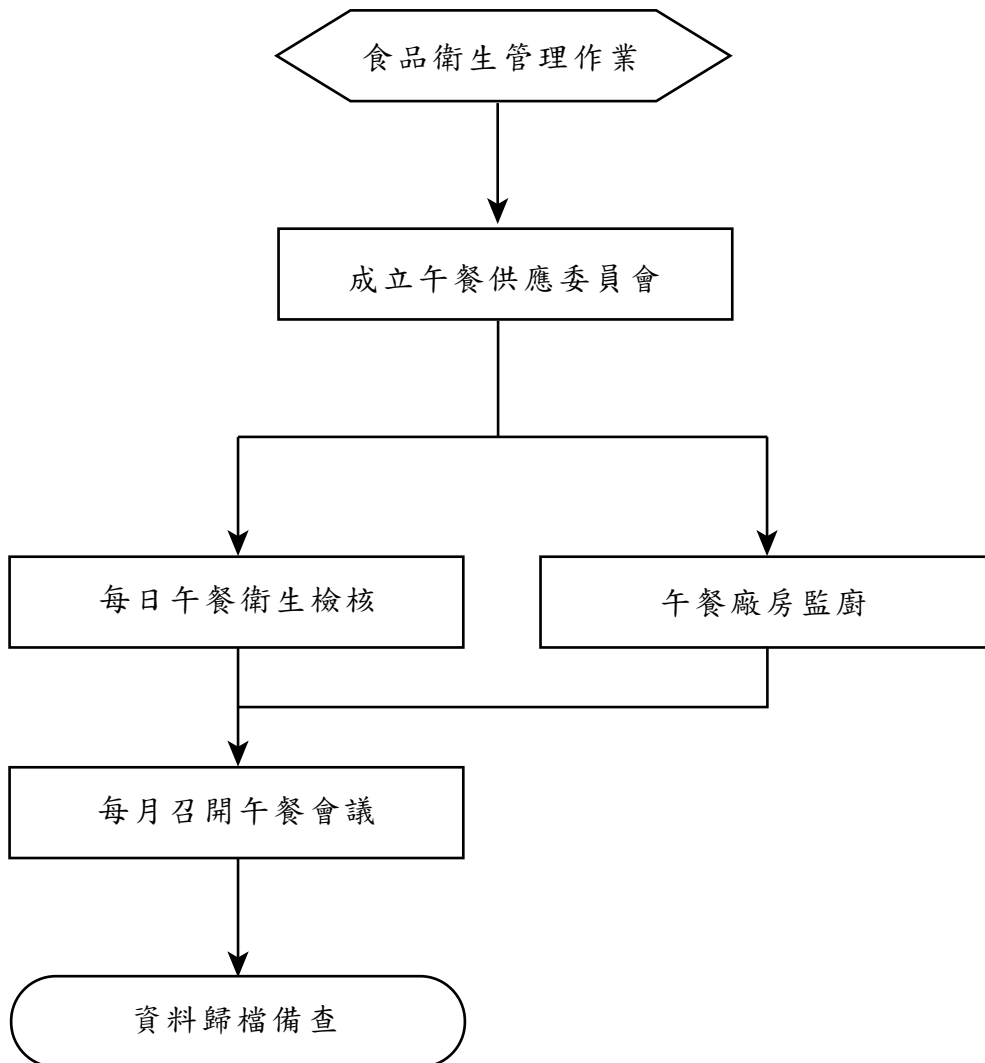 食品衛生管理作業
成立午餐供應委員會
每日午餐衛生檢核
午餐廠房監廚
每月召開午餐會議
資料歸檔備查